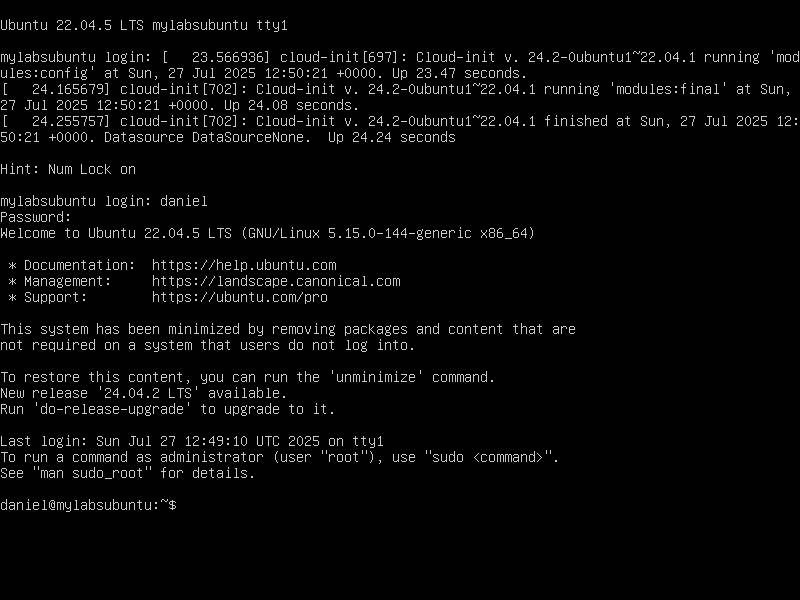 Ubuntu 22.04.5 LTS mylabsubuntu tty1
mylabsubuntu login: [   23.566936] cloud-init[697]: Cloud-init v. 24.2-0ubuntu1~22.04.1 running 'mod
ules:config' at Sun, 27 Jul 2025 12:50:21 +0000. Up 23.47 seconds.
[   24.165679] cloud-init[702]: Cloud-init v. 24.2-0ubuntu1~22.04.1 running 'modules:final' at Sun,
27 Jul 2025 12:50:21 +0000. Up 24.08 seconds.
[   24.255757] cloud-init[702]: Cloud-init v. 24.2-0ubuntu1~22.04.1 finished at Sun, 27 Jul 2025 12:
50:21 +0000. Datasource DataSourceNone.  Up 24.24 seconds
Hint: Num Lock on
mylabsubuntu login: daniel
Password:
Welcome to Ubuntu 22.04.5 LTS (GNU/Linux 5.15.0-144-generic x86_64)
 * Documentation:  https://help.ubuntu.com
 * Management:     https://landscape.canonical.com
 * Support:        https://ubuntu.com/pro
This system has been minimized by removing packages and content that are
not required on a system that users do not log into.
To restore this content, you can run the 'unminimize' command.
New release '24.04.2 LTS' available.
Run 'do-release-upgrade' to upgrade to it.
Last login: Sun Jul 27 12:49:10 UTC 2025 on tty1
To run a command as administrator (user "root"), use "sudo <command>".
See "man sudo_root" for details.
daniel@mylabsubuntu:~$